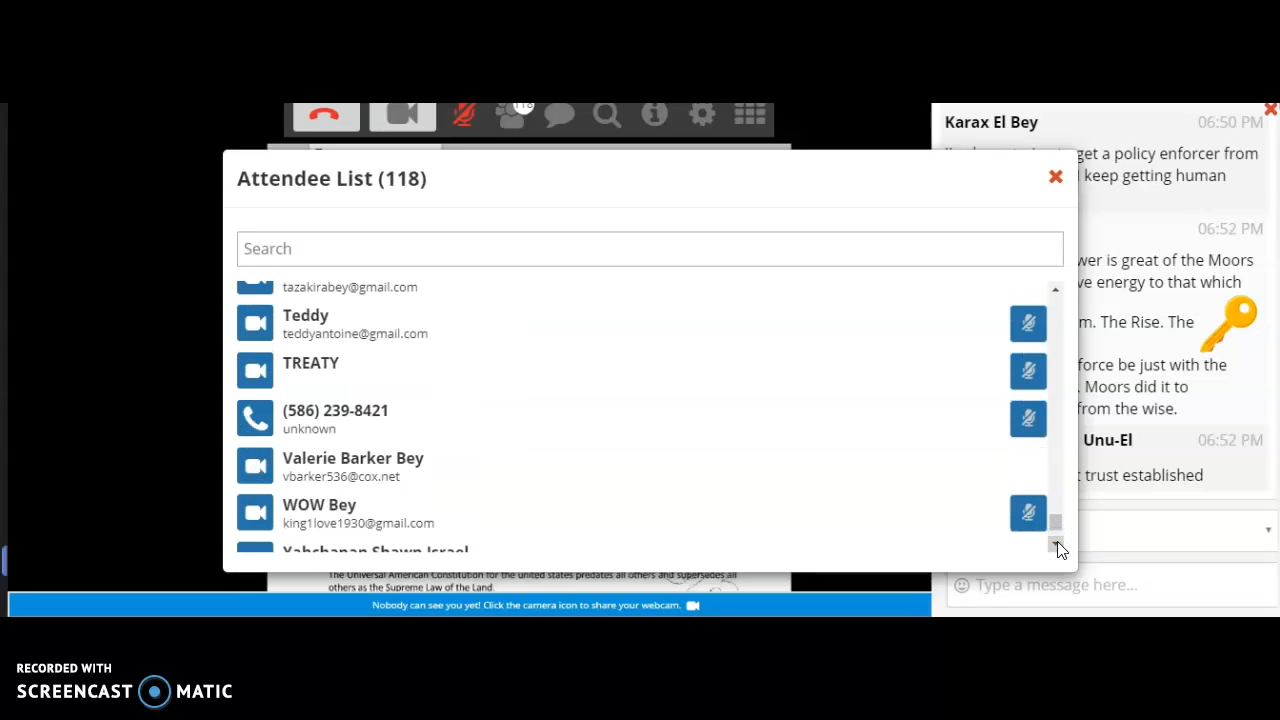 118
Karax El Bey 06:50 PM
get a policy enforcer from
keep getting human
Attendee List (118)
Search
06:52 PM
wer is great of the Moors
ve energy to that which
m. The Rise. The
force be just with the
. Moors did it to
from the wise.
Unu-El 06:52 PM
t trust established
tazakirabey@gmail.com
Teddy
teddyantoine@gmail.com
TREATY
(586) 239-8421
unknown
Valerie Barker Bey
vbarker536@cox.net
WOW Bey
king1love1930@gmail.com
Yahchanan Shawn Israel
The Universal American Constitution for the united states predates all others and supersedes all
others as the Supreme Law of the Land.
Type a message here...
Nobody can see you yet! Click the camera icon to share your webcam.
RECORDED WITH
SCREENCAST MATIC